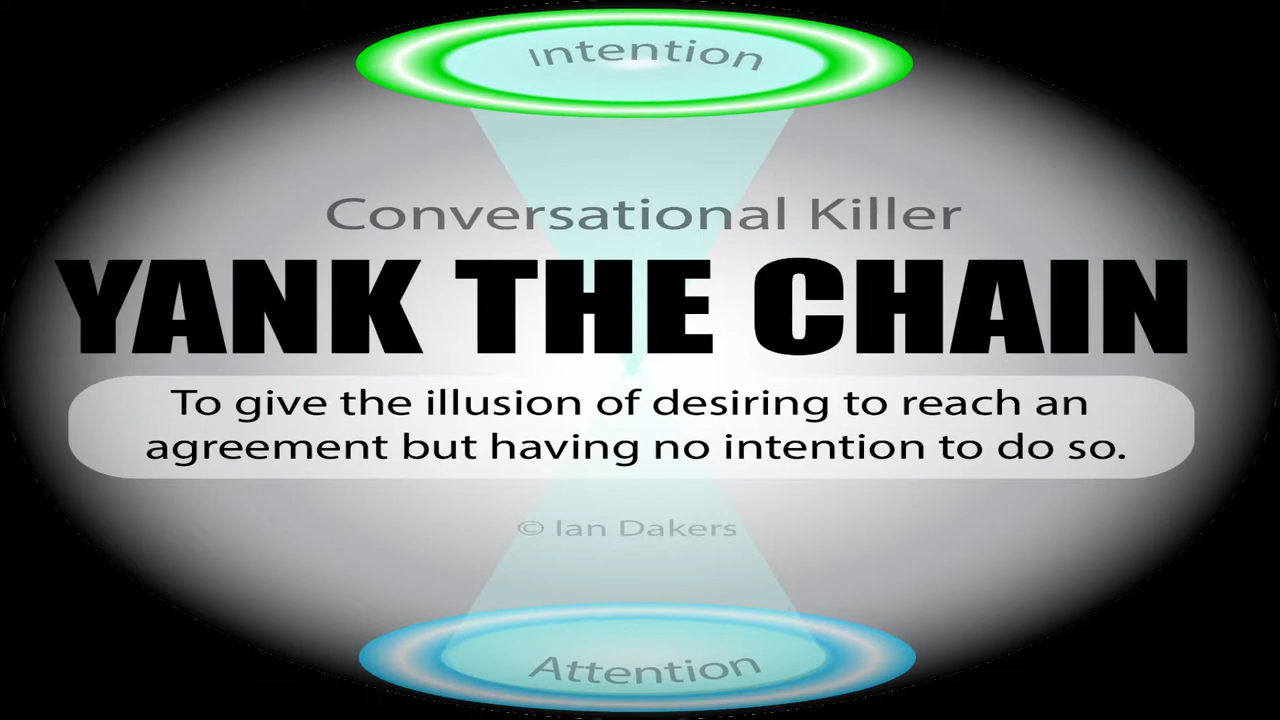 Intention
Conversational Killer
YANK THE CHAIN
To give the illusion of desiring to reach an
agreement but having no intention to do so.
© Ian Dakers
Attention